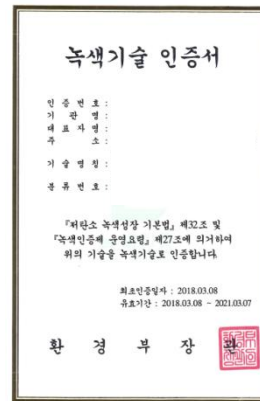 녹색기술 인증서
인 증 번 호 :
기 관 명 :
대 표 자 명 :
주 소 :
기 술 명 칭 :
분 류 번 호 :
『저탄소 녹색성장 기본법』 제32조 및
『녹색인증제 운영요령』 제27조에 의거하여
위의 기술을 녹색기술로 인증합니다.
최초인증일자 : 2018.03.08
유효기간 : 2018.03.08 ~ 2021.03.07
환 경 부 장 관